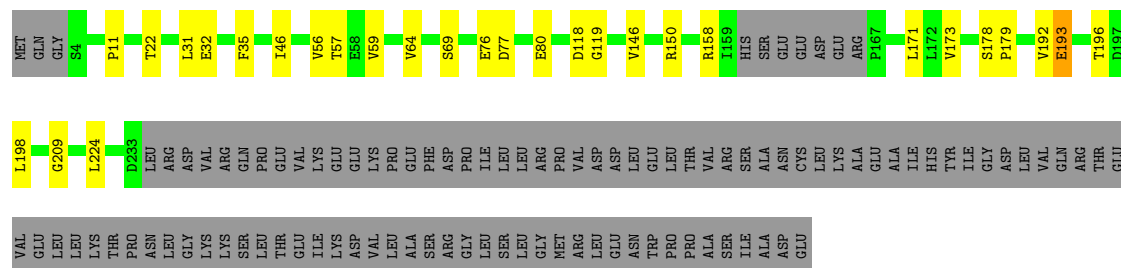 MET GLN GLY S4 P11 T22 L31 E32 F35 I46 V56 T57 E58 V59 V64 S69 E76 D77 E80 D118 G119 V146 R150 R158 I159 HIS SER GLU GLU ASP GLU ARG P167 L171 L172 V173 S178 P179 V192 E193 T196 D197
L198 G209 L224 D233 LEU ARG ASP VAL ARG GLN PRO GLU VAL LYS GLU GLU LYS PRO GLU PHE ASP PRO ILE LEU LEU ARG PRO VAL ASP ASP LEU GLU LEU THR VAL ARG SER ALA ASN CYS LEU LYS ALA GLU ALA ILE HIS TYR ILE GLY ASP LEU VAL GLN ARG THR GLU
VAL GLU LEU LEU LYS THR PRO ASN LEU GLY LYS LYS SER LEU THR GLU ILE LYS ASP VAL LEU ALA SER ARG GLY LEU SER LEU GLY MET ARG LEU GLU ASN TRP PRO PRO ALA SER ILE ALA ASP GLU